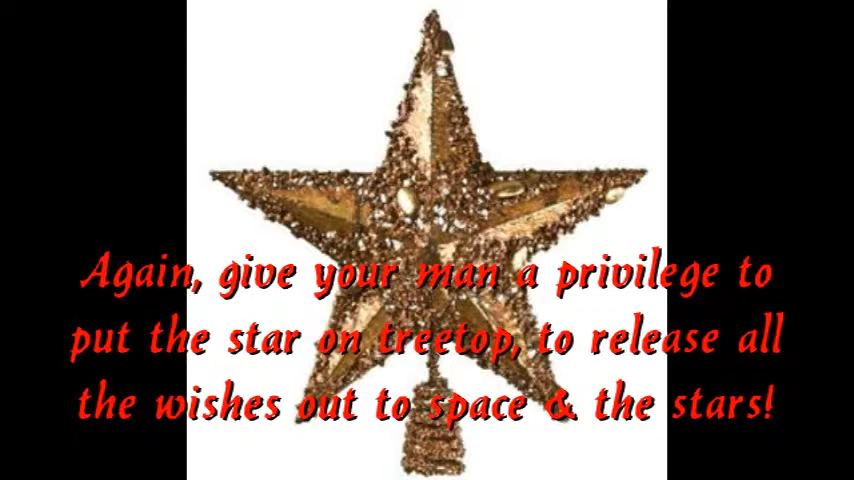 Again, give your man a privilege to
put the star on treetop, to release all
the wishes out to space & the stars!